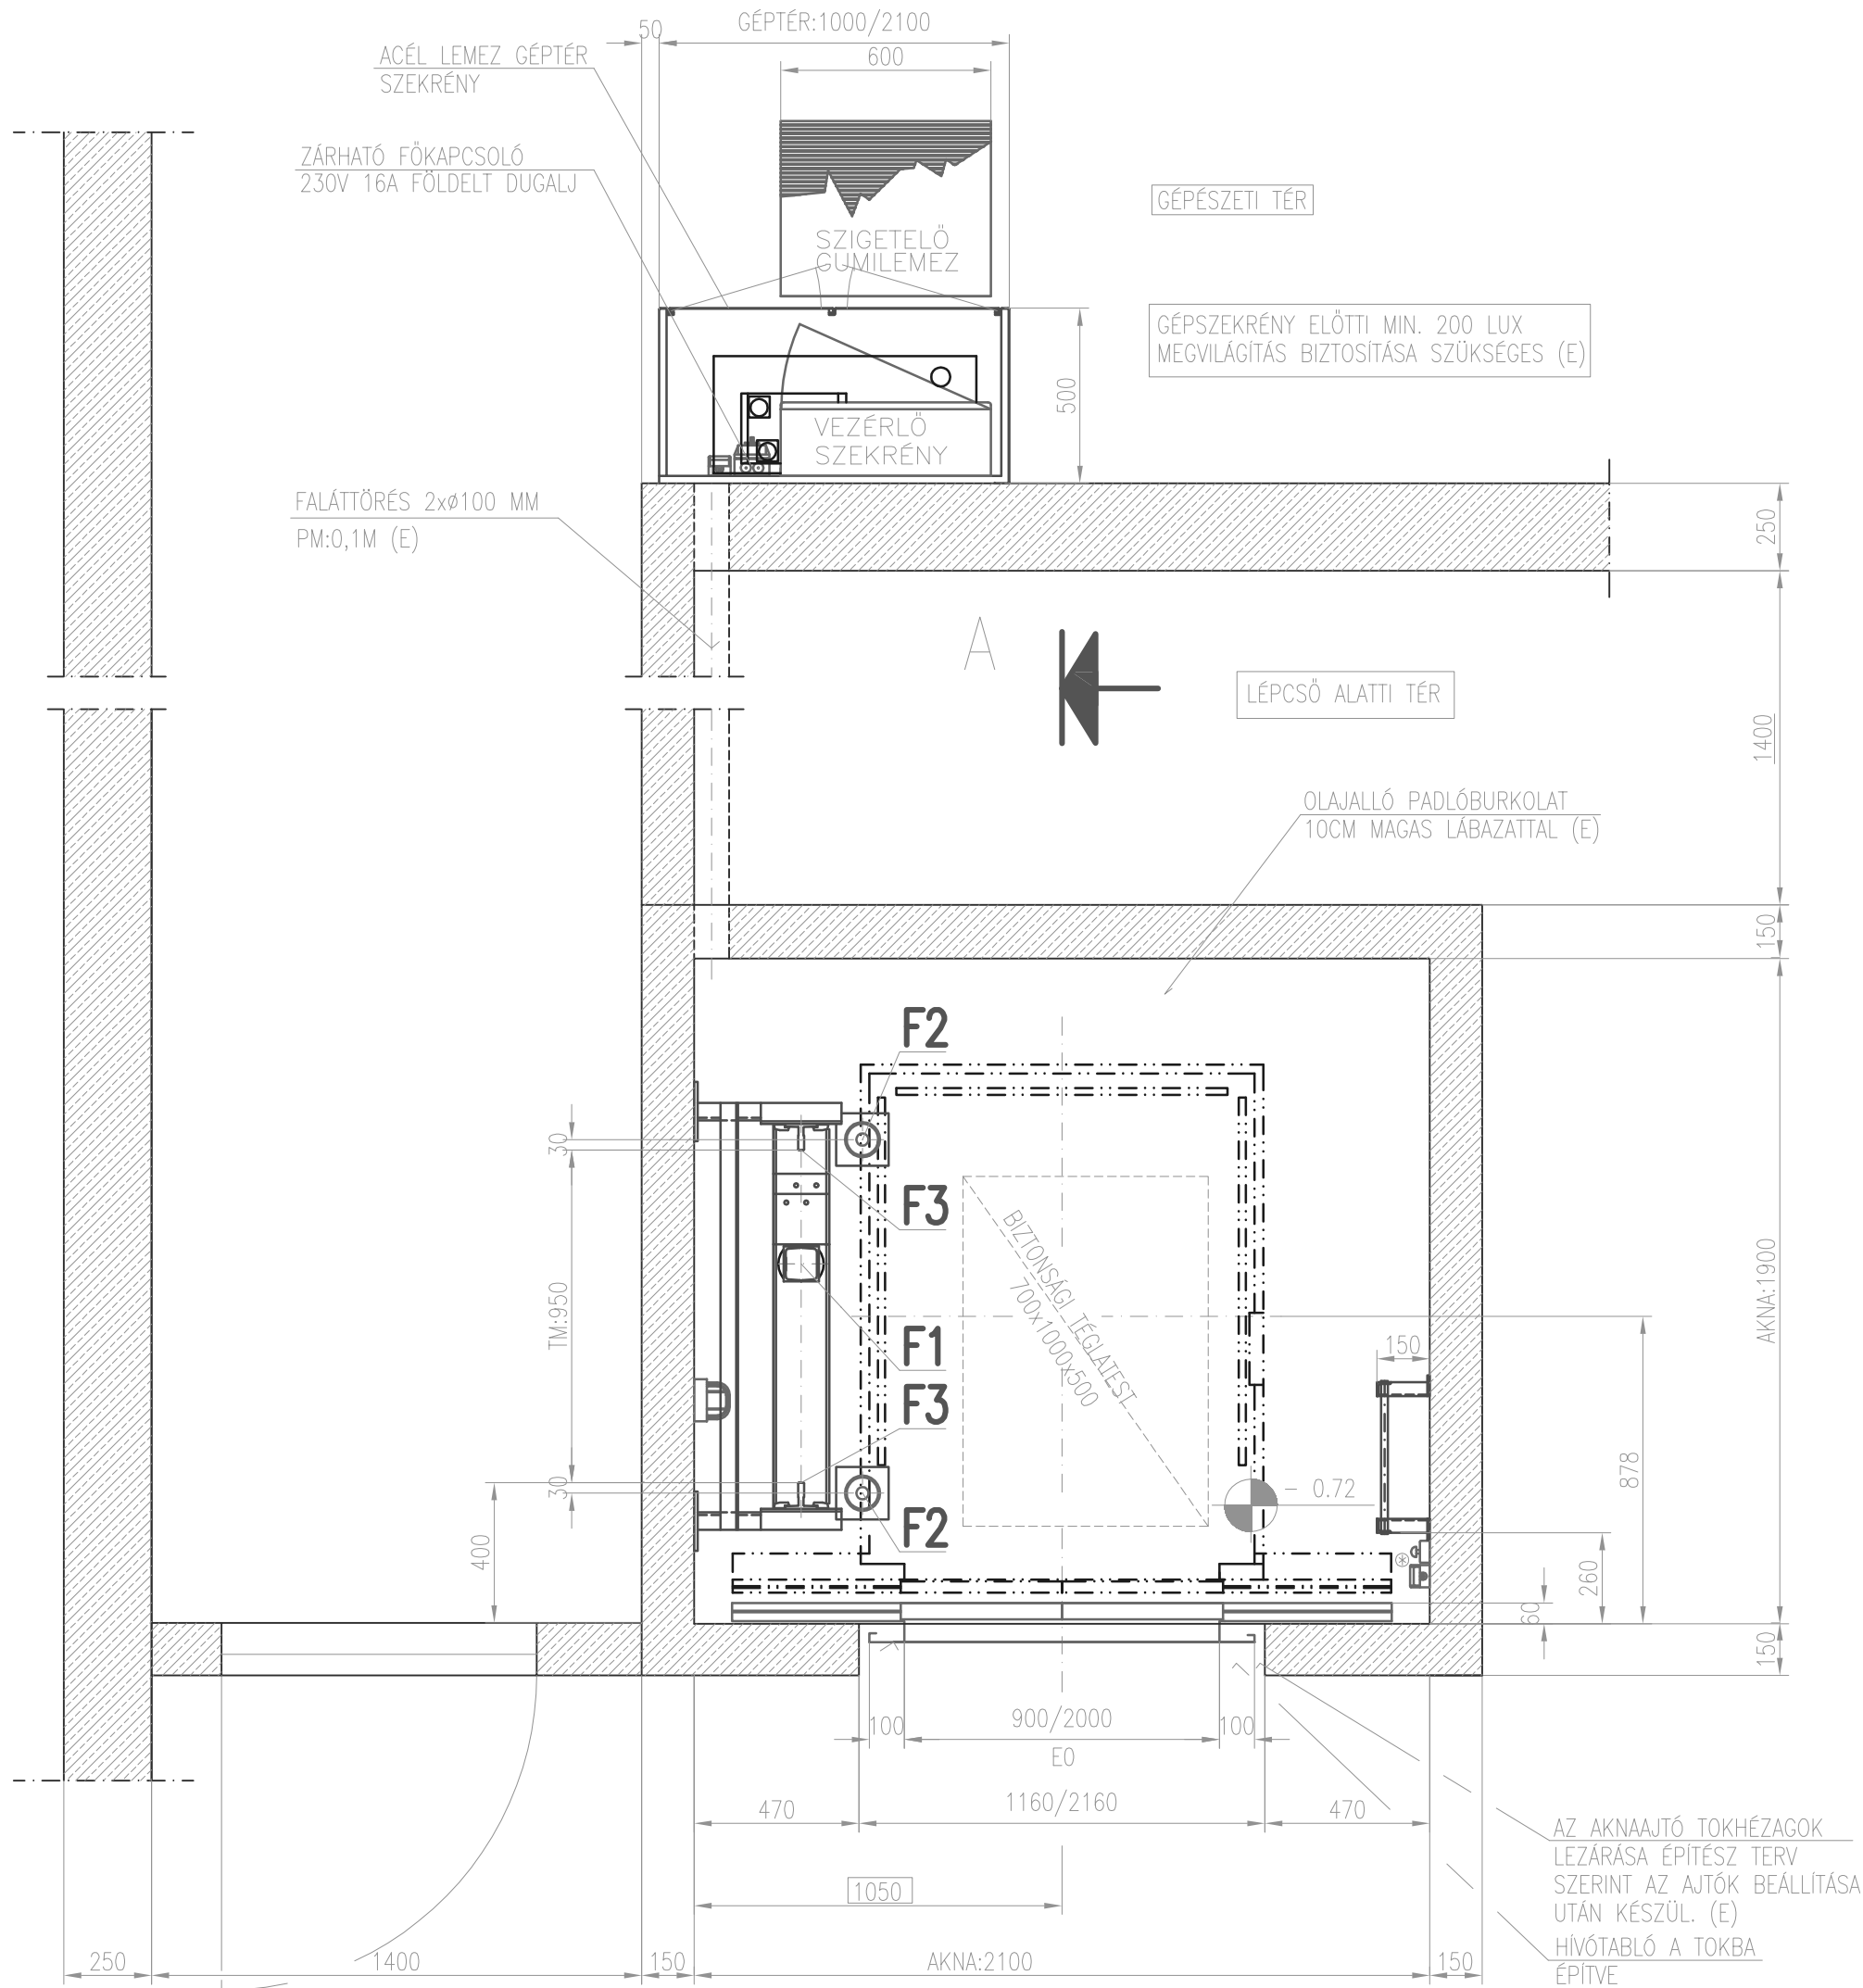 50
GÉPTÉR:1000/2100
600
ACÉL LEMEZ GÉPTÉR
SZEKRÉNY
ZÁRHATÓ FŐKAPCSOLÓ
230V 16A FÖLDELT DUGALJ
SZIGETELŐ
GUMILEMEZ
GÉPÉSZETI TÉR
GÉPSZEKRÉNY ELŐTTI MIN. 200 LUX
MEGVILÁGÍTÁS BIZTOSÍTÁSA SZÜKSÉGES (E)
500
VEZÉRLŐ
SZEKRÉNY
FALÁTTÖRÉS 2xø100 MM
PM:0,1M (E)
250
A
LÉPCSŐ ALATTI TÉR
1400
OLAJALLÓ PADLÓBURKOLAT
10CM MAGAS LÁBAZATTAL (E)
150
F2
30
F3
BIZTONSÁGI TÉGLATEST
700x1000x500
TM:950
F1
F3
AKNA:1900
150
878
30
- 0.72
F2
400
260
60
150
100
900/2000
100
EO
470
1160/2160
470
1050
AZ AKNAAJTÓ TOKHÉZAGOK
LEZÁRÁSA ÉPÍTÉSZ TERV
SZERINT AZ AJTÓK BEÁLLÍTÁSA
UTÁN KÉSZÜL. (E)
HÍVÓTABLÓ A TOKBA
ÉPÍTVE
250
1400
150
AKNA:2100
150